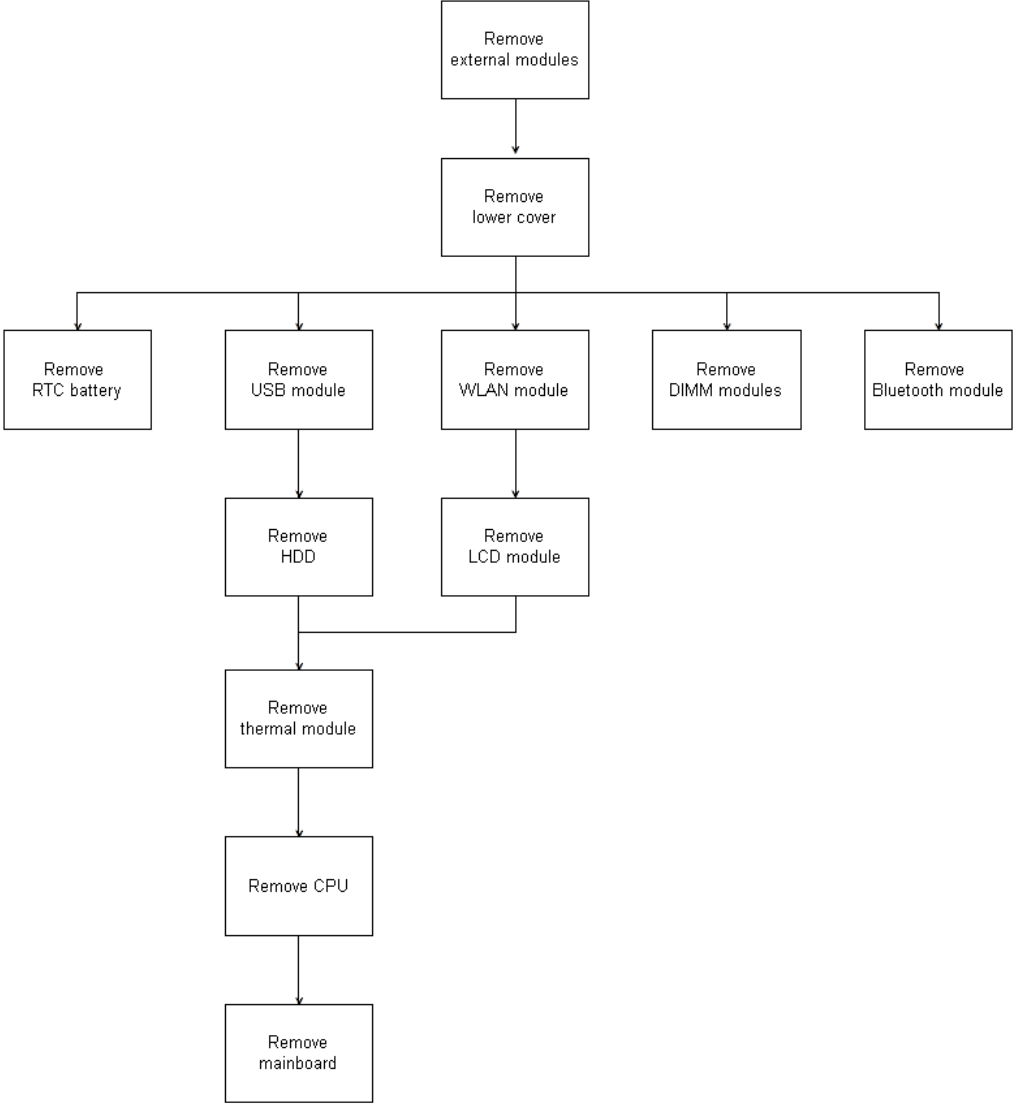 Remove
external modules
Remove
lower cover
Remove
RTC battery
Remove
USB module
Remove
WLAN module
Remove
DIMM modules
Remove
Bluetooth module
Remove
HDD
Remove
LCD module
Remove
thermal module
Remove CPU
Remove
mainboard